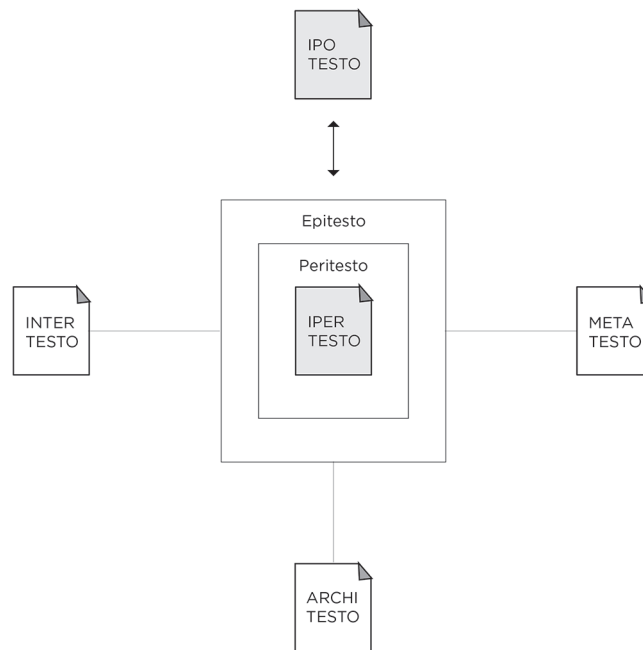 IPO
TESTO
Epitesto
Peritesto
INTER
TESTO
IPER
TESTO
META
TESTO
ARCHI
TESTO